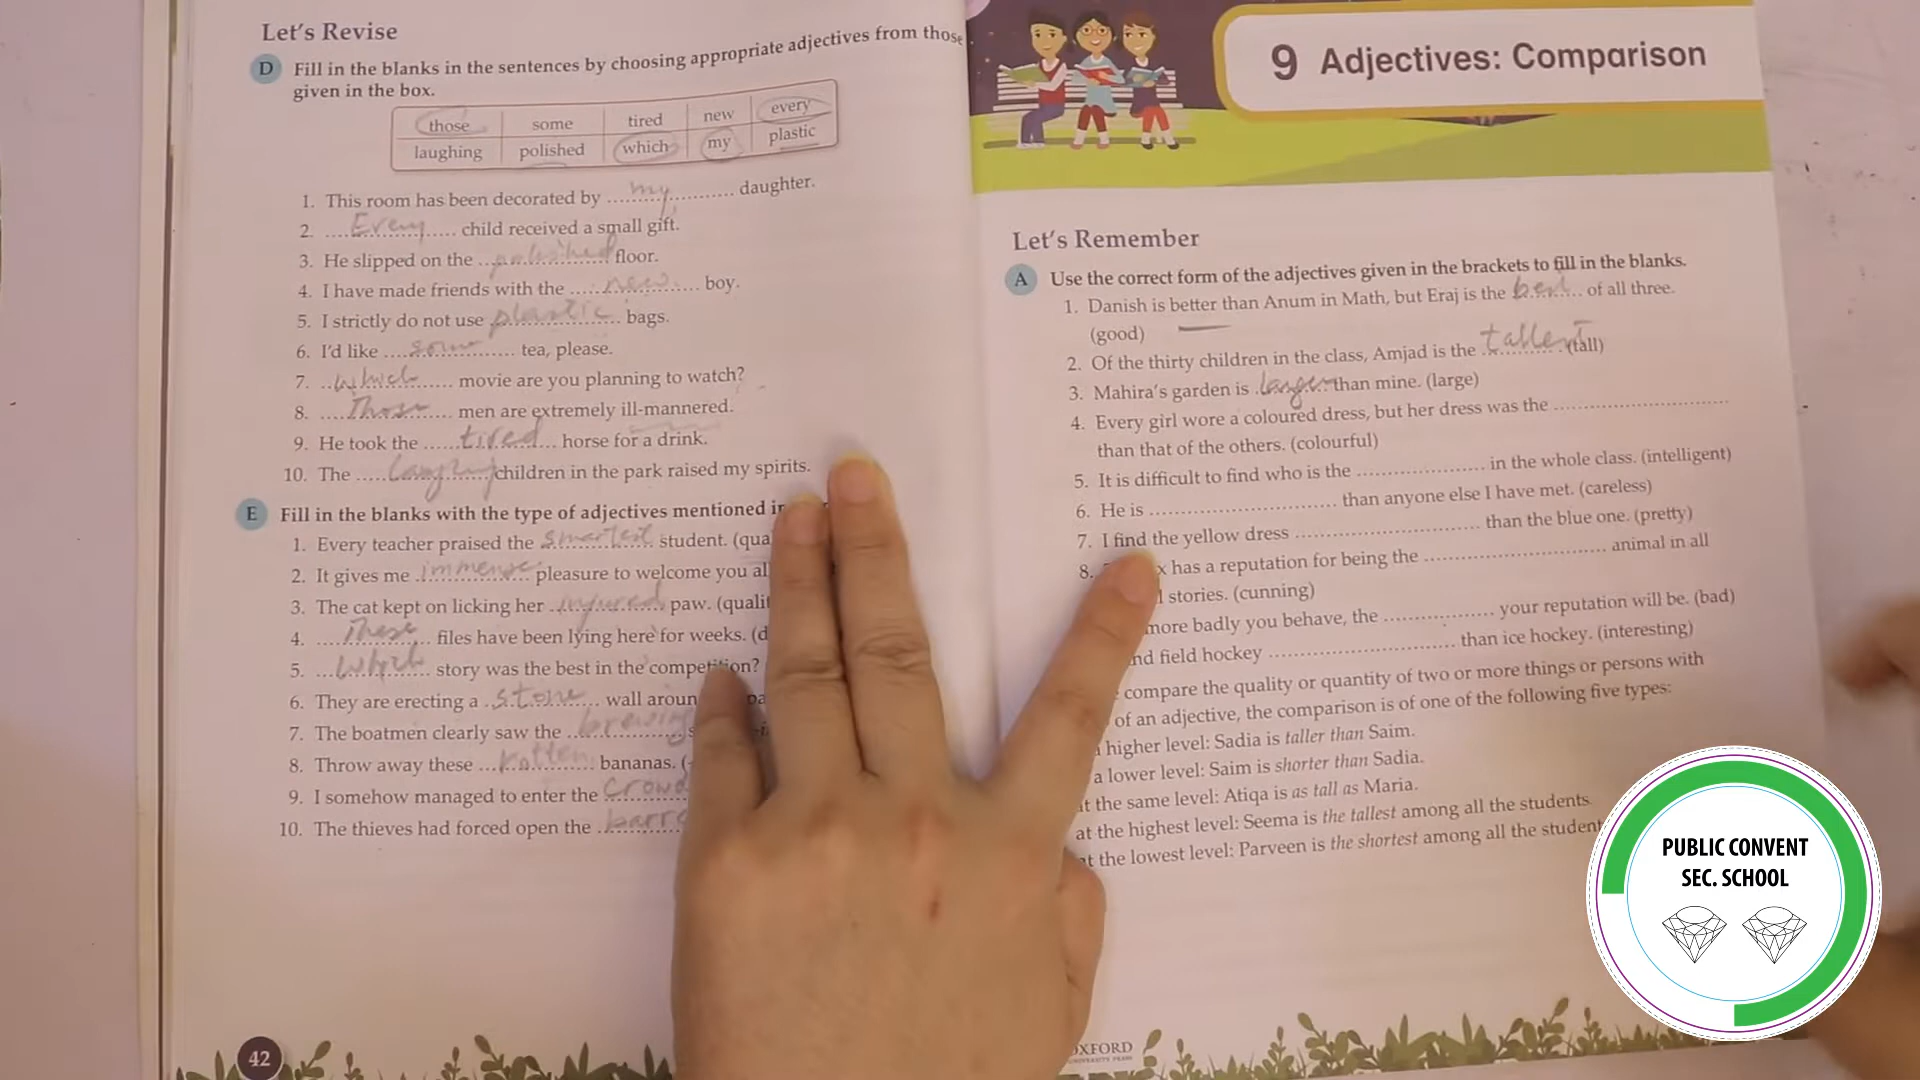 Let's Revise
D Fill in the blanks in the sentences by choosing appropriate adjectives from those
given in the box.
those some tired new every
laughing polished which my plastic
1. This room has been decorated by my daughter.
2. Every child received a small gift.
3. He slipped on the polished floor.
4. I have made friends with the new boy.
5. I strictly do not use plastic bags.
6. I'd like some tea, please.
7. which movie are you planning to watch?
8. Those men are extremely ill-mannered.
9. He took the tired horse for a drink.
10. The laughing children in the park raised my spirits.
E Fill in the blanks with the type of adjectives mentioned
1. Every teacher praised the smartest student. (qua
2. It gives me immense pleasure to welcome you al
3. The cat kept on licking her injured paw. (qualit
4. These files have been lying here for weeks. (d
5. Which story was the best in the competition?
6. They are erecting a stone wall aroun
7. The boatmen clearly saw the brewing
8. Throw away these rotten bananas. (
9. I somehow managed to enter the Crowd
10. The thieves had forced open the barre
42
9 Adjectives: Comparison
Let's Remember
A Use the correct form of the adjectives given in the brackets to fill in the blanks.
1. Danish is better than Anum in Math, but Eraj is the best of all three.
(good)
2. Of the thirty children in the class, Amjad is the tallest (tall)
3. Mahira's garden is larger than mine. (large)
4. Every girl wore a coloured dress, but her dress was the
than that of the others. (colourful)
5. It is difficult to find who is the in the whole class. (intelligent)
6. He is than anyone else I have met. (careless)
7. I find the yellow dress than the blue one. (pretty)
8. x has a reputation for being the animal in all
l stories. (cunning)
more badly you behave, the your reputation will be. (bad)
nd field hockey than ice hockey. (interesting)
compare the quality or quantity of two or more things or persons with
of an adjective, the comparison is of one of the following five types:
higher level: Sadia is taller than Saim.
a lower level: Saim is shorter than Sadia.
at the same level: Atiqa is as tall as Maria.
at the highest level: Seema is the tallest among all the students.
at the lowest level: Parveen is the shortest among all the student
OXFORD
UNIVERSITY PRESS
PUBLIC CONVENT
SEC. SCHOOL